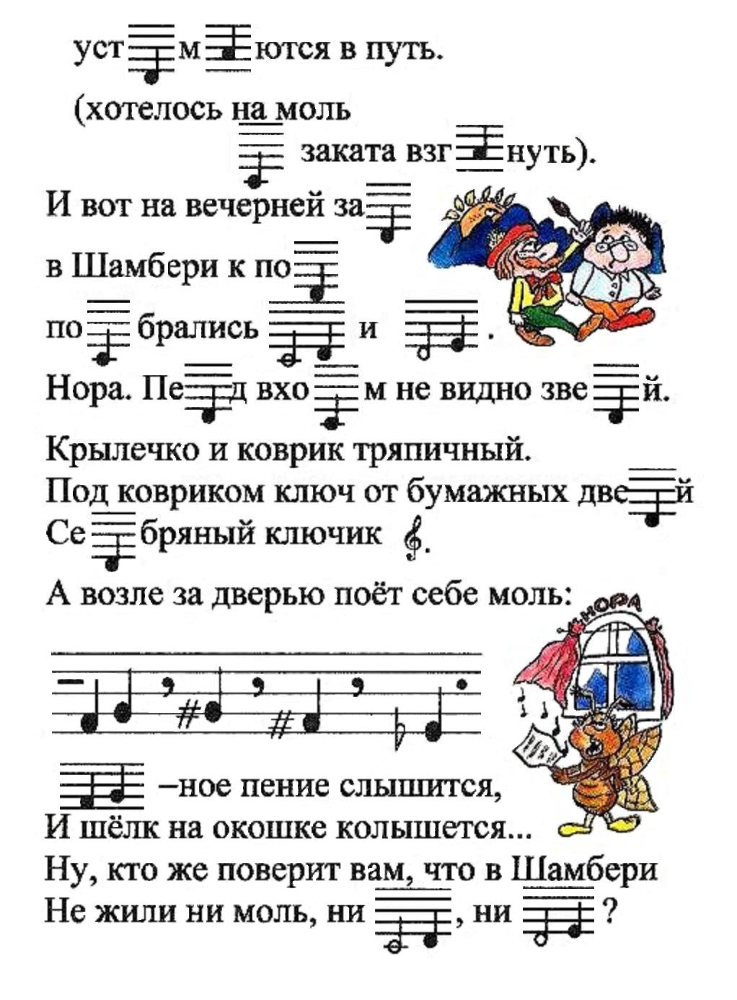 уст м ются в путь.
(хотелось на моль
заката взг нуть).
И вот на вечерней за
в Шамбери к по
по брались и .
Нора. Пе д вхо м не видно зве й.
Крылечко и коврик тряпичный.
Под ковриком ключ от бумажных две й
Се бряный ключик .
А возле за дверью поёт себе моль:
НОРА
–ное пение слышится,
И шёлк на окошке колышется...
Ну, кто же поверит вам, что в Шамбери
Не жили ни моль, ни , ни ?